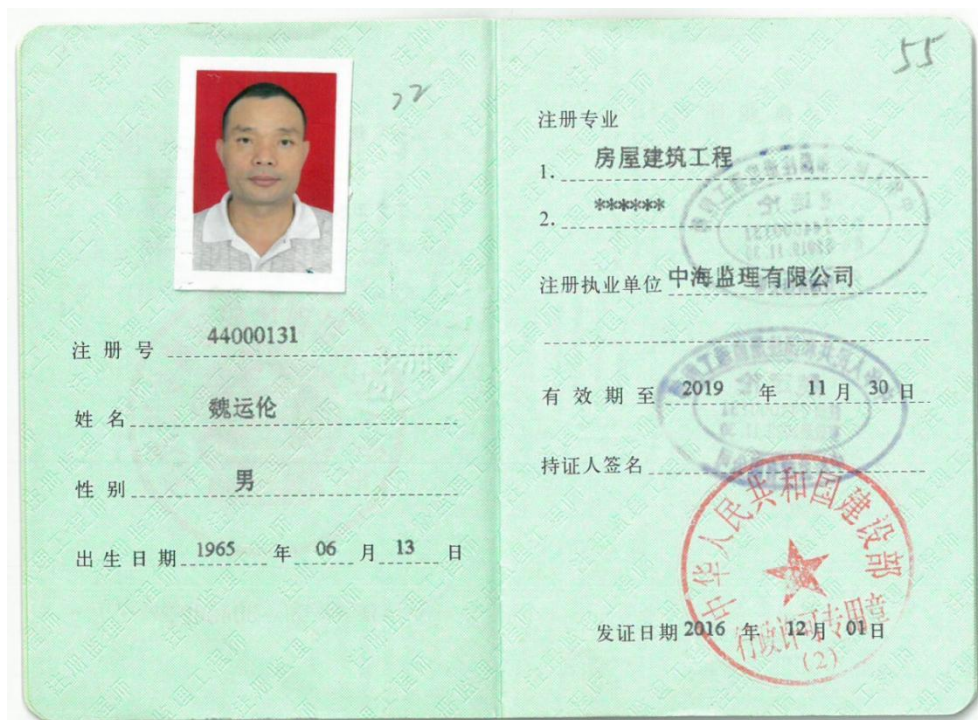 22
注册号 44000131
姓名 魏运伦
性别 男
出生日期 1965 年 06 月 13 日
55
注册专业
1. 房屋建筑工程
2. ******
注册执业单位 中海监理有限公司
有效期至 2019 年 11 月 30 日
持证人签名
中华人民共和国建设部
行政许可专用章
(2)
发证日期 2016 年 12 月 01 日